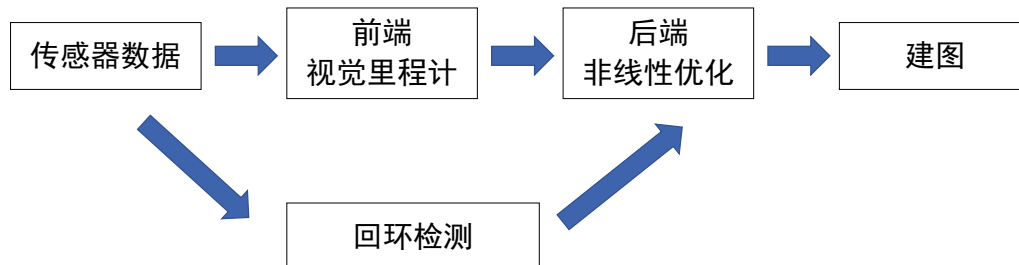 传感器数据
前端
视觉里程计
后端
非线性优化
建图
回环检测